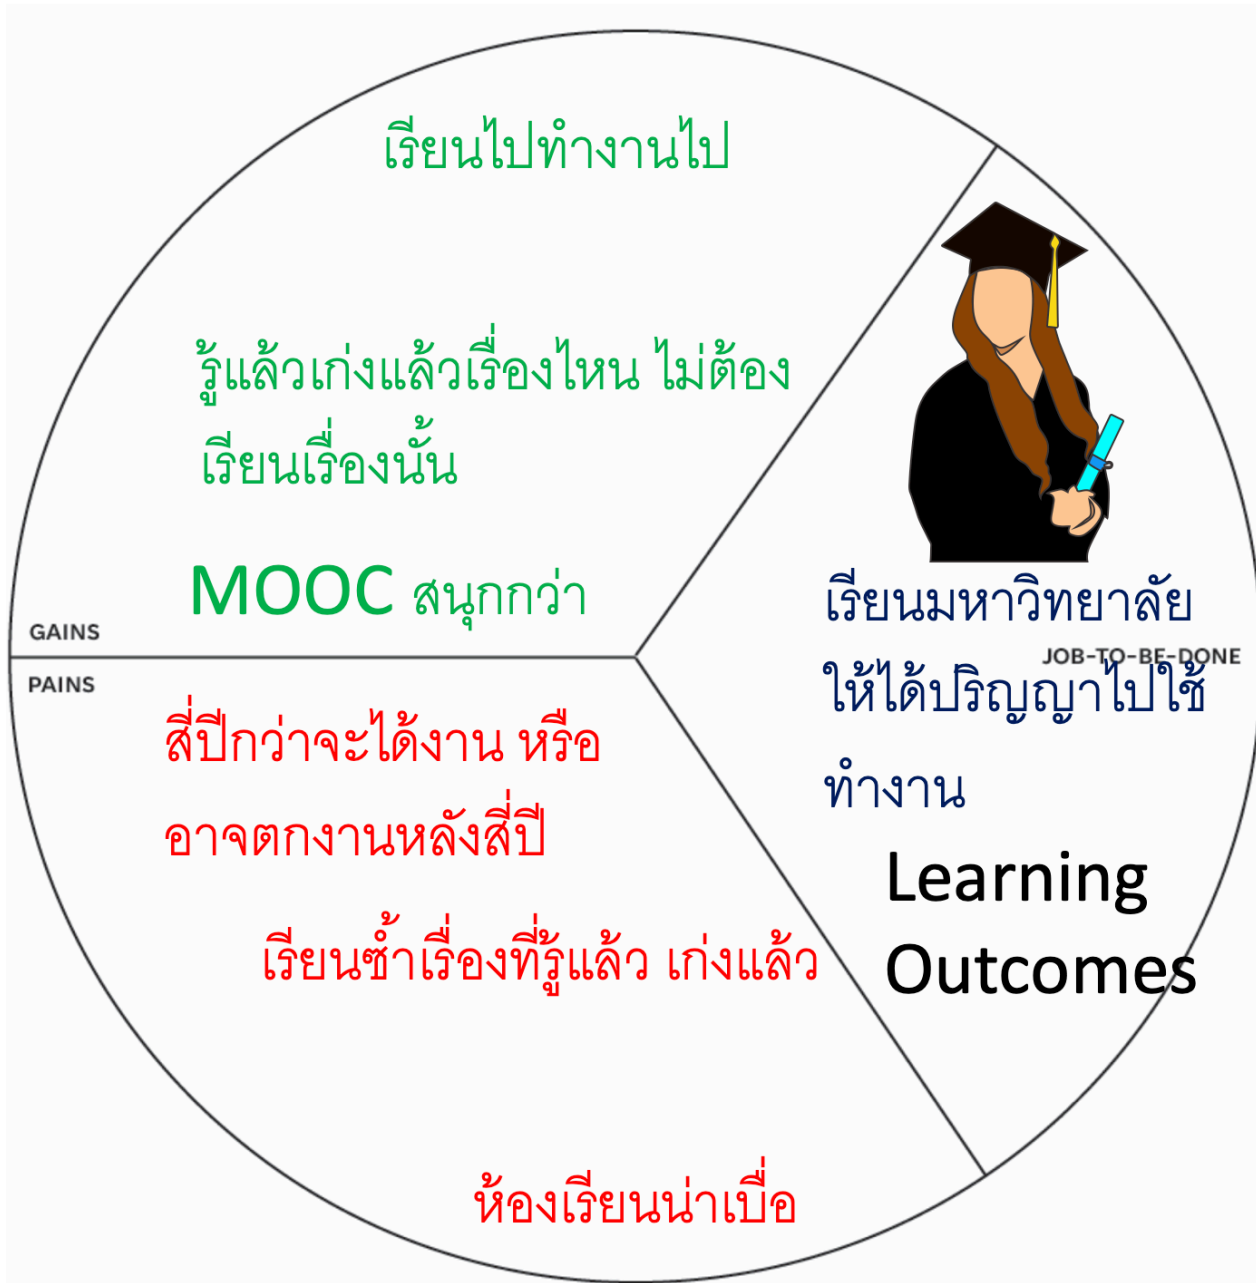 เรียนไปทำงานไป
รู้แล้วเก่งแล้วเรื่องไหน ไม่ต้อง
เรียนเรื่องนั้น
MOOC สนุกกว่า
GAINS
PAINS
สี่ปีกว่าจะได้งาน หรือ
อาจตกงานหลังสี่ปี
เรียนซ้ำเรื่องที่รู้แล้ว เก่งแล้ว
ห้องเรียนน่าเบื่อ
เรียนมหาวิทยาลัย
JOB-TO-BE-DONE
ให้ได้ปริญญาไปใช้
ทำงาน
Learning
Outcomes